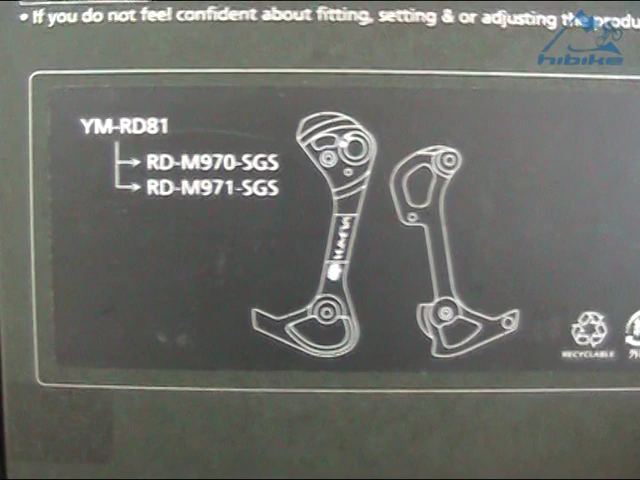 • If you do not feel confident about fitting, setting & or adjusting the produ
hibike
YM-RD81
RD-M970-SGS
RD-M971-SGS
RECYCLABLE